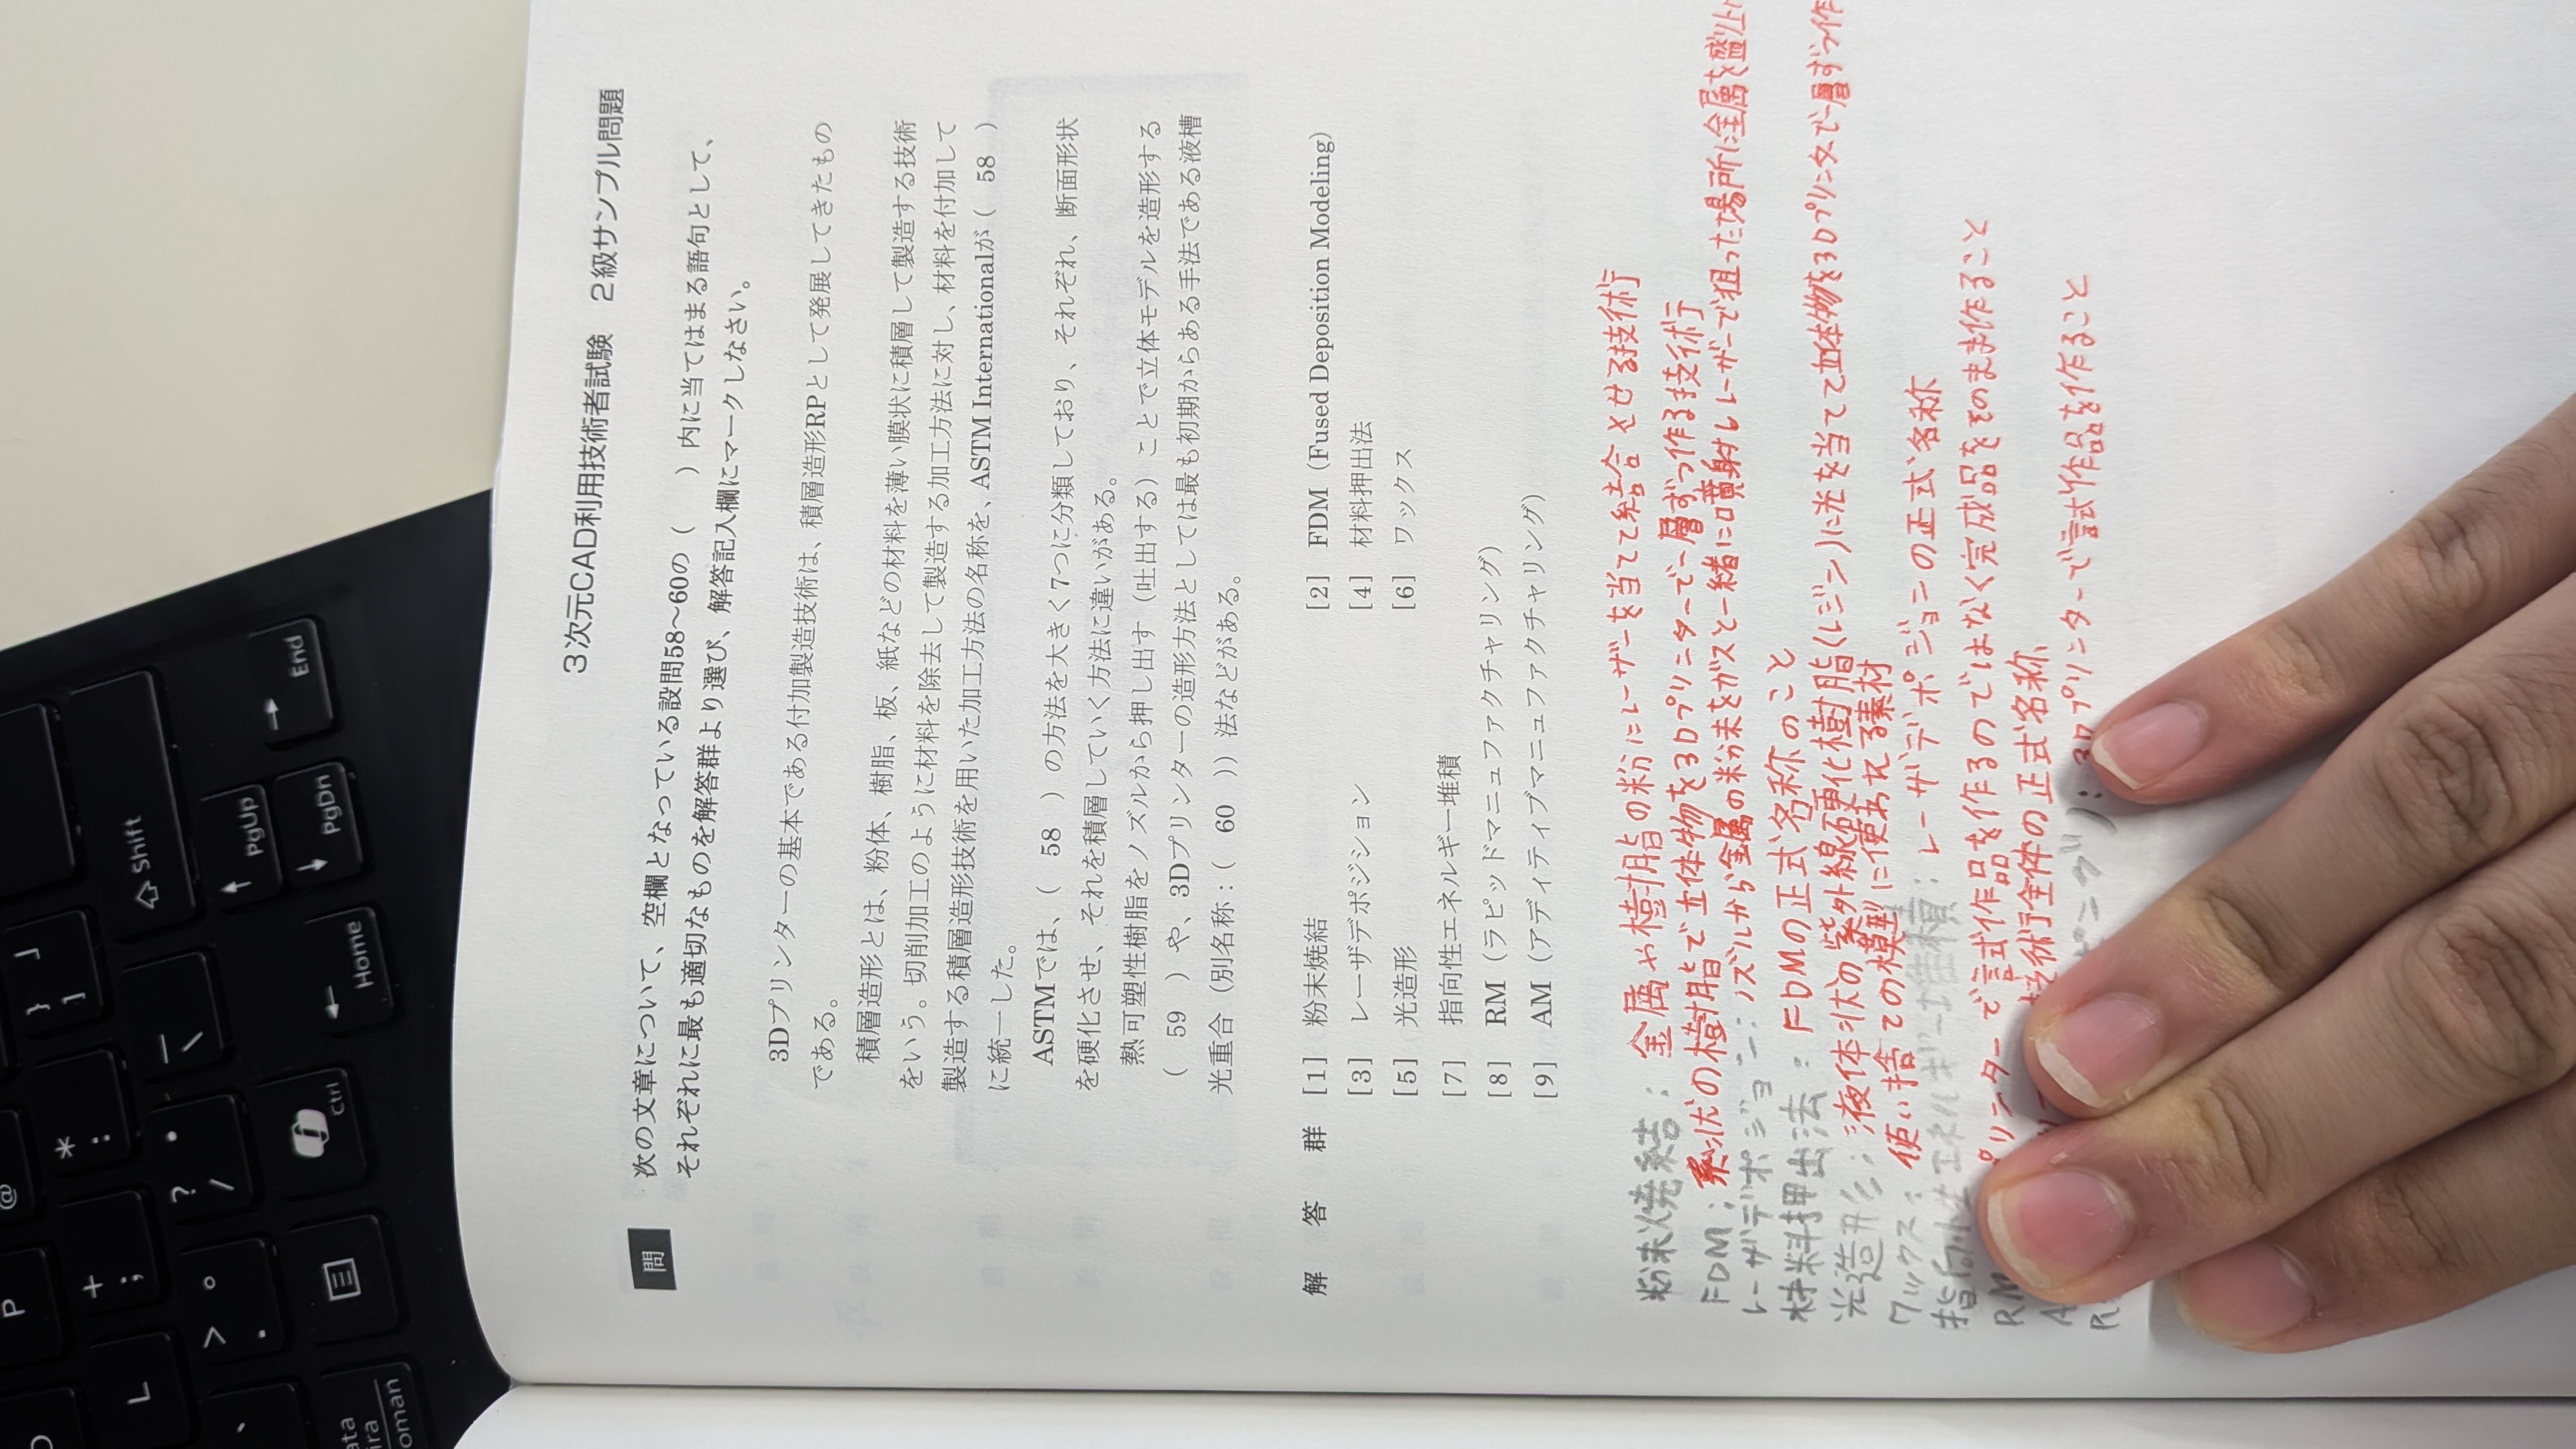 3次元CAD利用技術者試験 2級サンプル問題
問
次の文章について、空欄となっている設問58～60の（　　）内に当てはまる語句として、
それぞれに最も適切なものを解答群より選び、解答記入欄にマークしなさい。
3Dプリンターの基本である付加製造技術は、積層造形RPとして発展してきたもの
である。
積層造形とは、粉体、樹脂、板、紙などの材料を薄い膜状に積層して製造する技術
をいう。切削加工のように材料を除去して製造する加工方法に対し、材料を付加して
製造する積層造形技術を用いた加工方法の名称を、ASTM Internationalが（ 58 ）
に統一した。
ASTMでは、（ 58 ）の方法を大きく7つに分類しており、それぞれ、断面形状
を硬化させ、それを積層していく方法に違いがある。
熱可塑性樹脂をノズルから押し出す（吐出する）ことで立体モデルを造形する
（ 59 ）や、3Dプリンターの造形方法としては最も初期からある手法である液槽
光重合（別名称：（ 60 ））法などがある。
解 答 群 [1] 粉末焼結 [2] FDM（Fused Deposition Modeling）
[3] レーザデポジション [4] 材料押出法
[5] 光造形 [6] ワックス
[7] 指向性エネルギー堆積
[8] RM（ラピッドマニュファクチャリング）
[9] AM（アディティブマニュファクチャリング）
粉末焼結： 金属や樹脂の粉にレーザーを当てて結合させる技術
FDM： 糸状の樹脂で立体物を3Dプリンターで一層ずつ作る技術
レーザデポジョン： ノズルから金属の粉末をガスと一緒に噴射しレーザーで狙った場所に金属を盛り
材料押出法： FDMの正式名称のこと
光造形： 液体状の紫外線硬化樹脂(レジン)に光を当てて立体物を3Dプリンタで一層ずつ作
ワックス： 使い捨ての模型に使われる素材
指向性エネルギー堆積： レーザデポジョンの正式名称
RM プリンターで試作品を作るのではなく完成品をそのまま作ること
A 技術全体の正式名称
R ング)： 3Dプリンターで試作品を作ること
P
L
@
+
;
*
:
}
]
>
。
.
、
?
/
・
_
\
Shift
Ctrl
Home
PgUp
PgDn
End